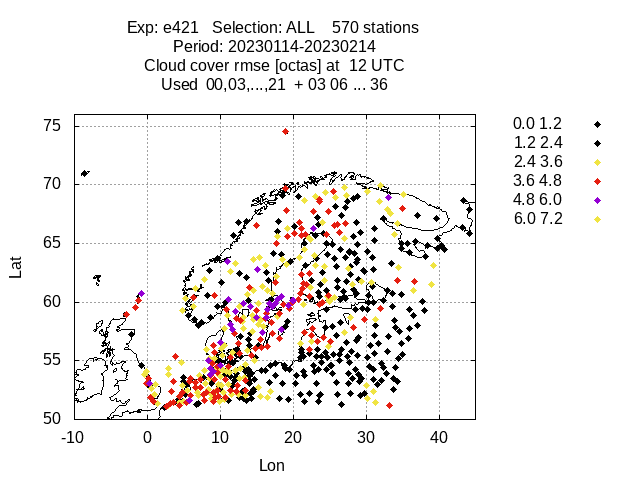 Exp: e421 Selection: ALL 570 stations
Period: 20230114-20230214
Cloud cover rmse [octas] at 12 UTC
Used 00,03,...,21 + 03 06 ... 36
0.0 1.2
1.2 2.4
2.4 3.6
3.6 4.8
4.8 6.0
6.0 7.2
75
70
65
60
55
50
Lat
-10 0 10 20 30 40
Lon